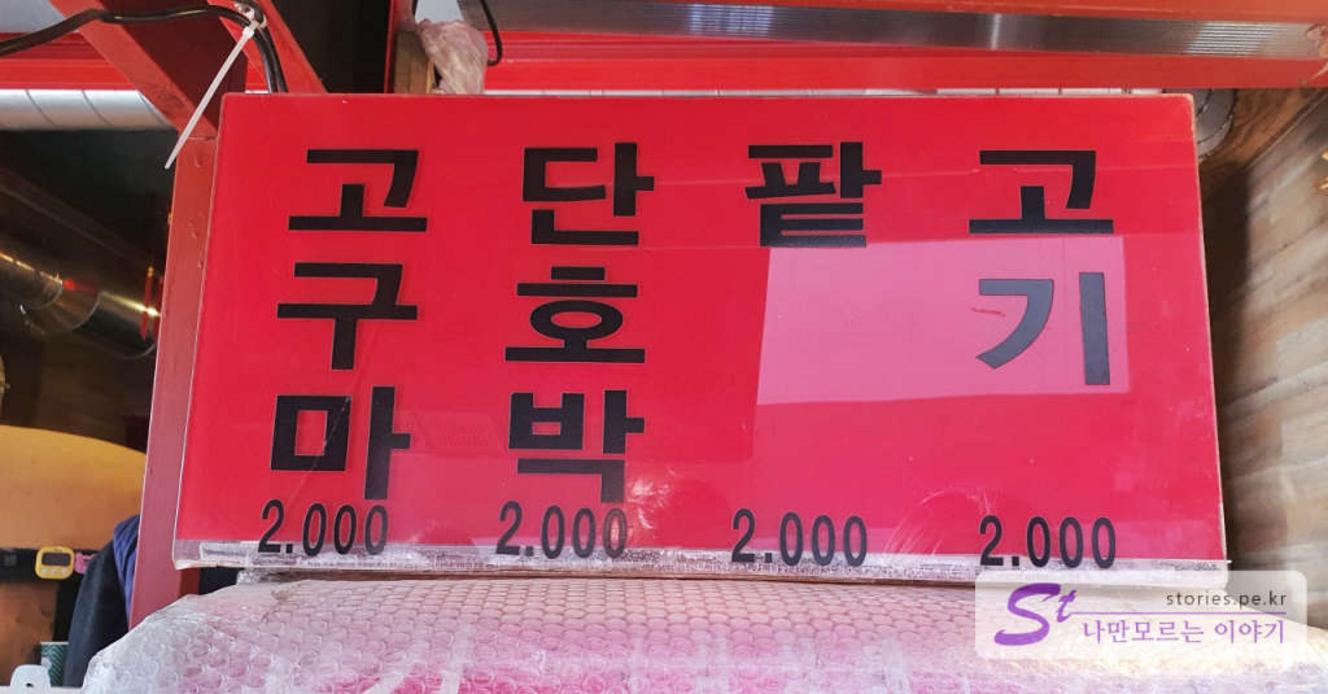 고구마
단호박
팥
고기
2.000 2.000 2.000 2.000
St
stories.pe.kr
나만모르는 이야기